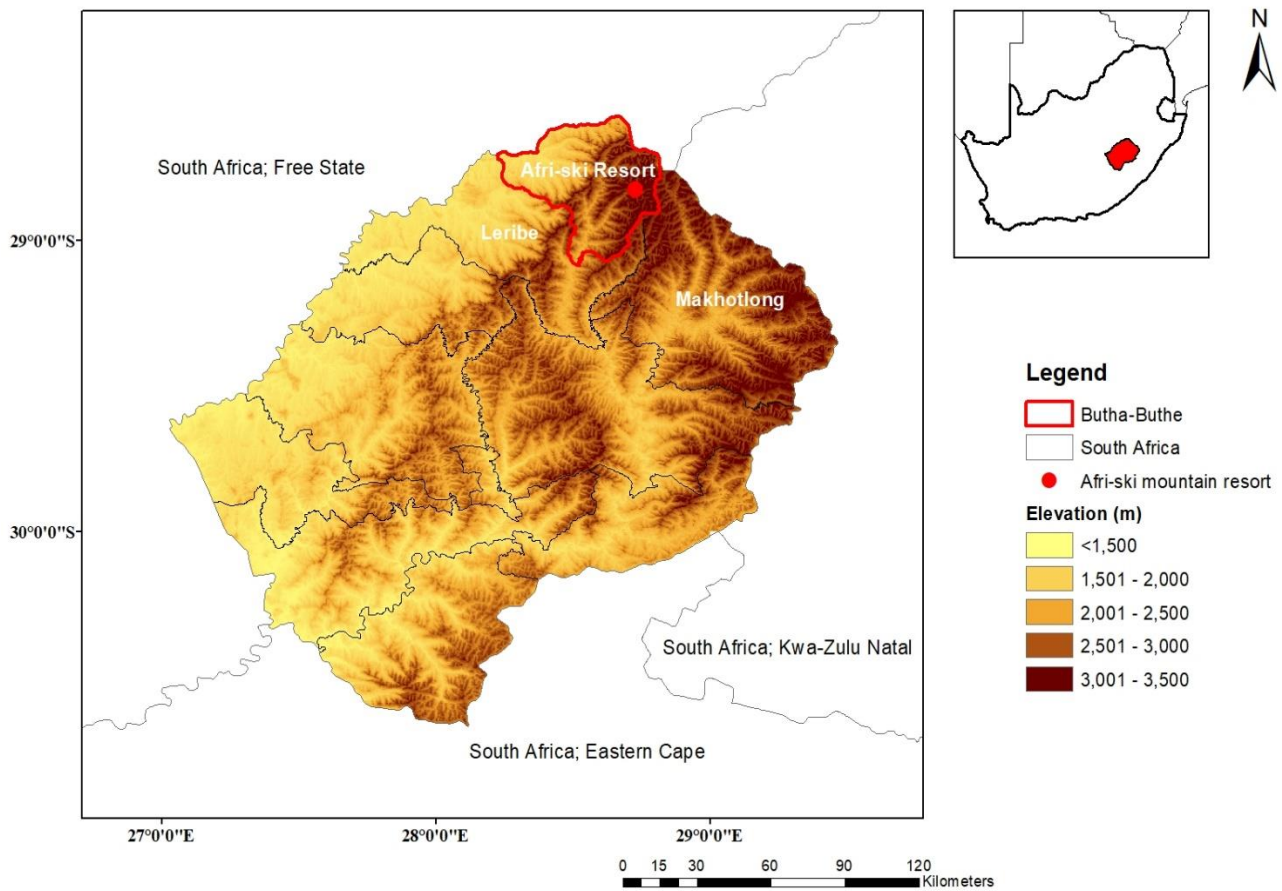 N
South Africa; Free State
Afri-ski Resort
Leribe
Makhotlong
29°0'0"S
30°0'0"S
South Africa; Kwa-Zulu Natal
South Africa; Eastern Cape
27°0'0"E
28°0'0"E
29°0'0"E
0 15 30 60 90 120
Kilometers
Legend
Butha-Buthe
South Africa
Afri-ski mountain resort
Elevation (m)
<1,500
1,501 - 2,000
2,001 - 2,500
2,501 - 3,000
3,001 - 3,500